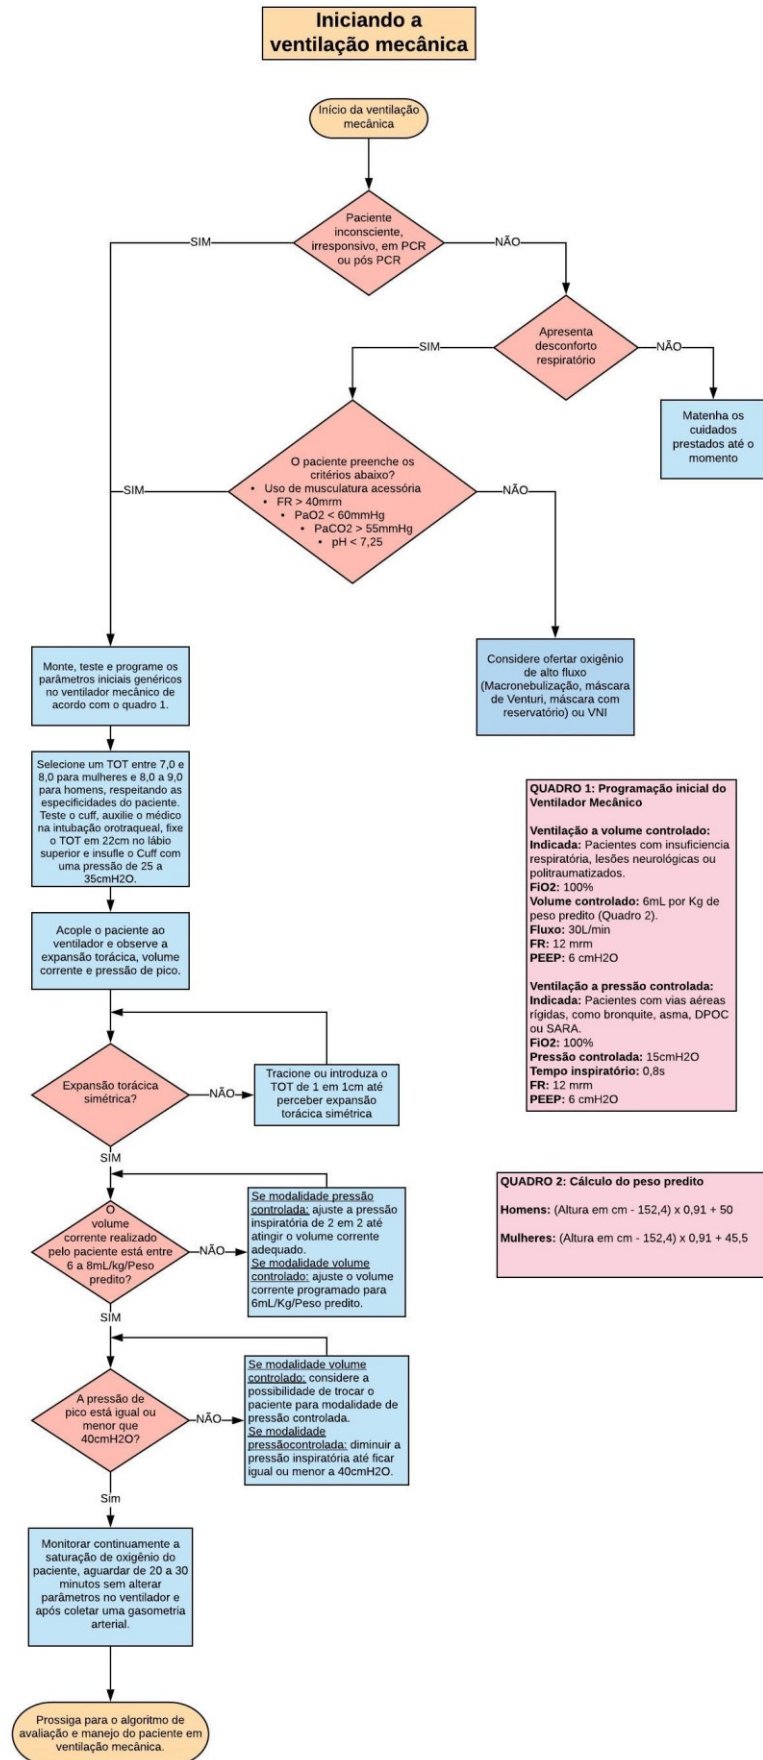 Iniciando a
ventilação mecânica
Início da ventilação
mecânica
Paciente
inconsciente,
irresponsivo, em PCR
ou pós PCR
SIM
NÃO
Apresenta
desconforto
respiratório
SIM
NÃO
Matenha os
cuidados
prestados até o
momento
O paciente preenche os
critérios abaixo?
• Uso de musculatura acessória
• FR > 40mrm
• PaO2 < 60mmHg
• PaCO2 > 55mmHg
• pH < 7,25
SIM
NÃO
Considere ofertar oxigênio
de alto fluxo
(Macronebulização, máscara
de Venturi, máscara com
reservatório) ou VNI
Monte, teste e programe os
parâmetros iniciais genéricos
no ventilador mecânico de
acordo com o quadro 1.
Selecione um TOT entre 7,0 e
8,0 para mulheres e 8,0 a 9,0
para homens, respeitando as
especificidades do paciente.
Teste o cuff, auxilie o médico
na intubação orotraqueal, fixe
o TOT em 22cm no lábio
superior e insufle o Cuff com
uma pressão de 25 a
35cmH2O.
Acople o paciente ao
ventilador e observe a
expansão torácica, volume
corrente e pressão de pico.
Expansão torácica
simétrica?
NÃO
Tracione ou introduza o
TOT de 1 em 1cm até
perceber expansão
torácica simétrica
SIM
O
volume
corrente realizado
pelo paciente está entre
6 a 8mL/kg/Peso
predito?
NÃO
Se modalidade pressão
controlada: ajuste a pressão
inspiratória de 2 em 2 até
atingir o volume corrente
adequado.
Se modalidade volume
controlado: ajuste o volume
corrente programado para
6mL/Kg/Peso predito.
SIM
A pressão de
pico está igual ou
menor que
40cmH2O?
NÃO
Se modalidade volume
controlado: considere a
possibilidade de trocar o
paciente para modalidade de
pressão controlada.
Se modalidade
pressãocontrolada: diminuir a
pressão inspiratória até ficar
igual ou menor a 40cmH2O.
Sim
Monitorar continuamente a
saturação de oxigênio do
paciente, aguardar de 20 a 30
minutos sem alterar
parâmetros no ventilador e
após coletar uma gasometria
arterial.
Prossiga para o algoritmo de
avaliação e manejo do paciente em
ventilação mecânica.
QUADRO 1: Programação inicial do
Ventilador Mecânico
Ventilação a volume controlado:
Indicada: Pacientes com insuficiencia
respiratória, lesões neurológicas ou
politraumatizados.
FiO2: 100%
Volume controlado: 6mL por Kg de
peso predito (Quadro 2).
Fluxo: 30L/min
FR: 12 mrm
PEEP: 6 cmH2O
Ventilação a pressão controlada:
Indicada: Pacientes com vias aéreas
rígidas, como bronquite, asma, DPOC
ou SARA.
FiO2: 100%
Pressão controlada: 15cmH2O
Tempo inspiratório: 0,8s
FR: 12 mrm
PEEP: 6 cmH2O
QUADRO 2: Cálculo do peso predito
Homens: (Altura em cm - 152,4) x 0,91 + 50
Mulheres: (Altura em cm - 152,4) x 0,91 + 45,5